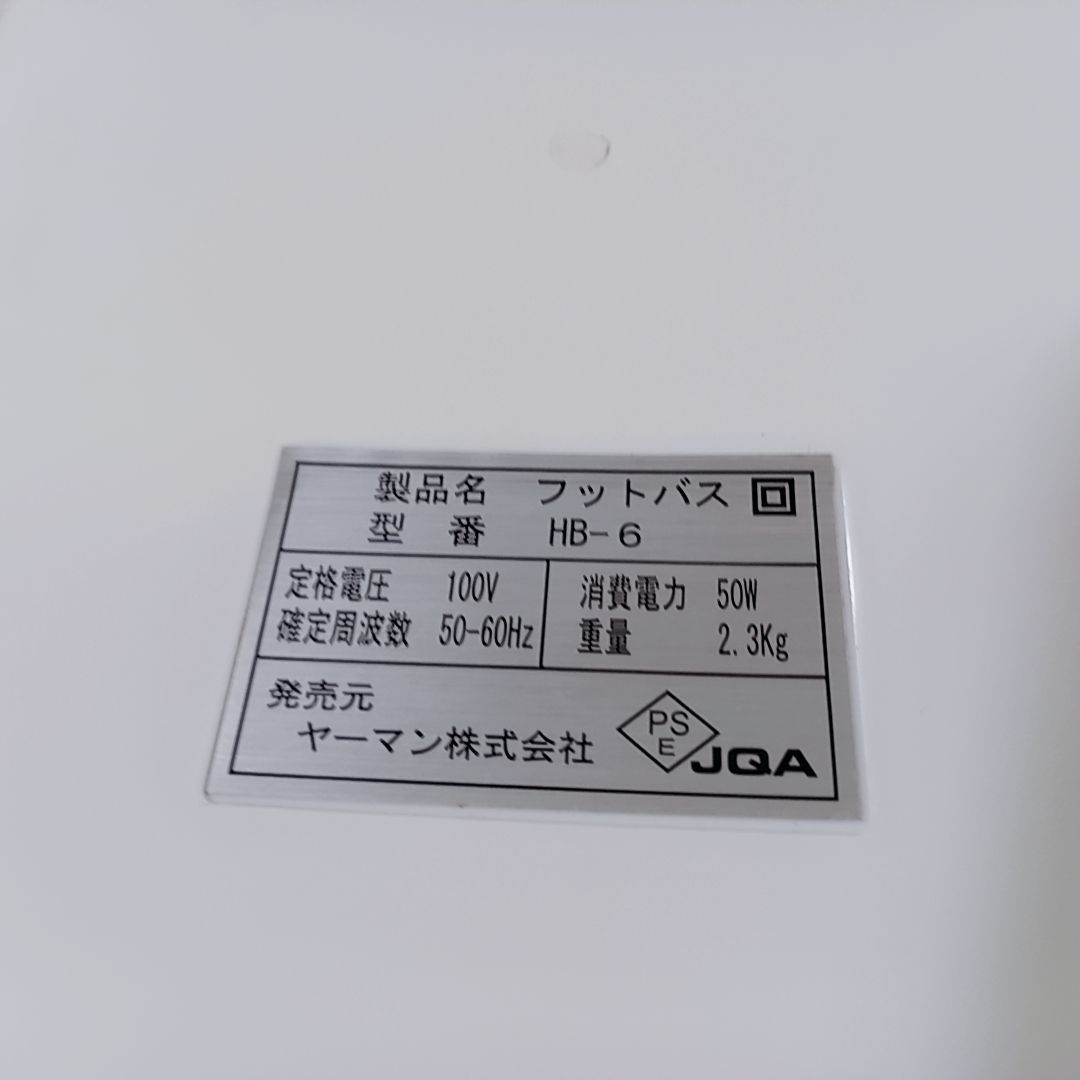 製品名 フットバス
型 番 HB-6
定格電圧 100V
確定周波数 50-60Hz
消費電力 50W
重量 2.3Kg
発売元
ヤーマン株式会社
PS
E
JQA